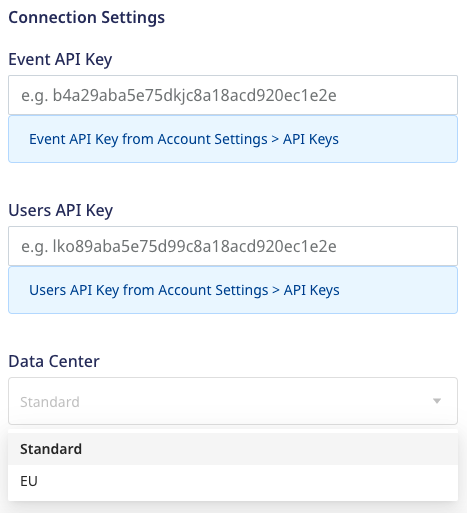 Connection Settings
Event API Key
e.g. b4a29aba5e75dkjc8a18acd920ec1e2e
Event API Key from Account Settings > API Keys
Users API Key
e.g. lko89aba5e75d99c8a18acd920ec1e2e
Users API Key from Account Settings > API Keys
Data Center
Standard
Standard
EU